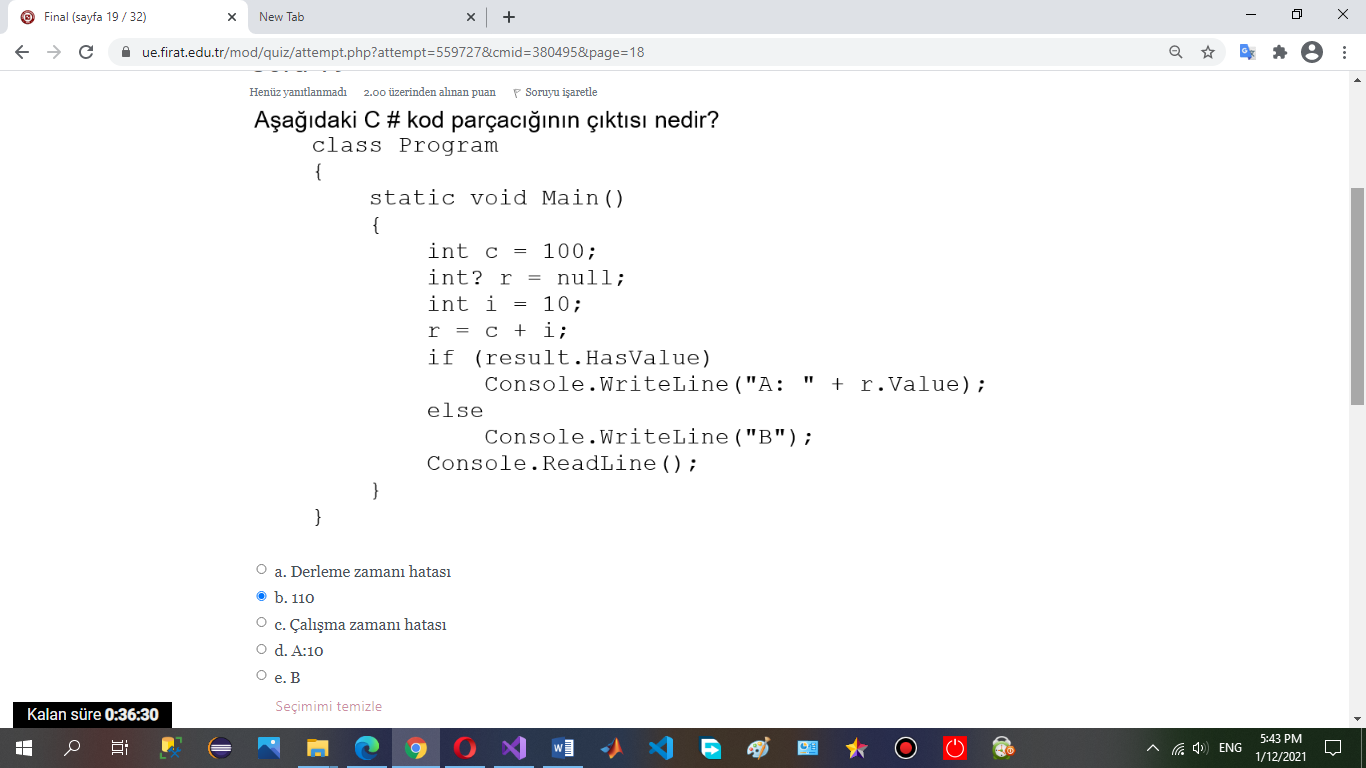 Final (sayfa 19 / 32)
New Tab
ue.firat.edu.tr/mod/quiz/attempt.php?attempt=559727&cmid=380495&page=18
Henüz yanıtlanmadı 2.00 üzerinden alınan puan Soruyu işaretle
Aşağıdaki C # kod parçacığının çıktısı nedir?
class Program
{
static void Main()
{
int c = 100;
int? r = null;
int i = 10;
r = c + i;
if (result.HasValue)
Console.WriteLine("A: " + r.Value);
else
Console.WriteLine("B");
Console.ReadLine();
}
}
a. Derleme zamanı hatası
b. 110
c. Çalışma zamanı hatası
d. A:10
e. B
Seçimimi temizle
Kalan süre 0:36:30
ENG
5:43 PM
1/12/2021